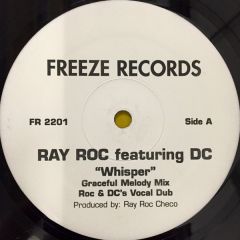 FREEZE RECORDS
FR 2201 Side A
RAY ROC featuring DC
“Whisper”
Graceful Melody Mix
Roc & DC's Vocal Dub
Produced by: Ray Roc Checo